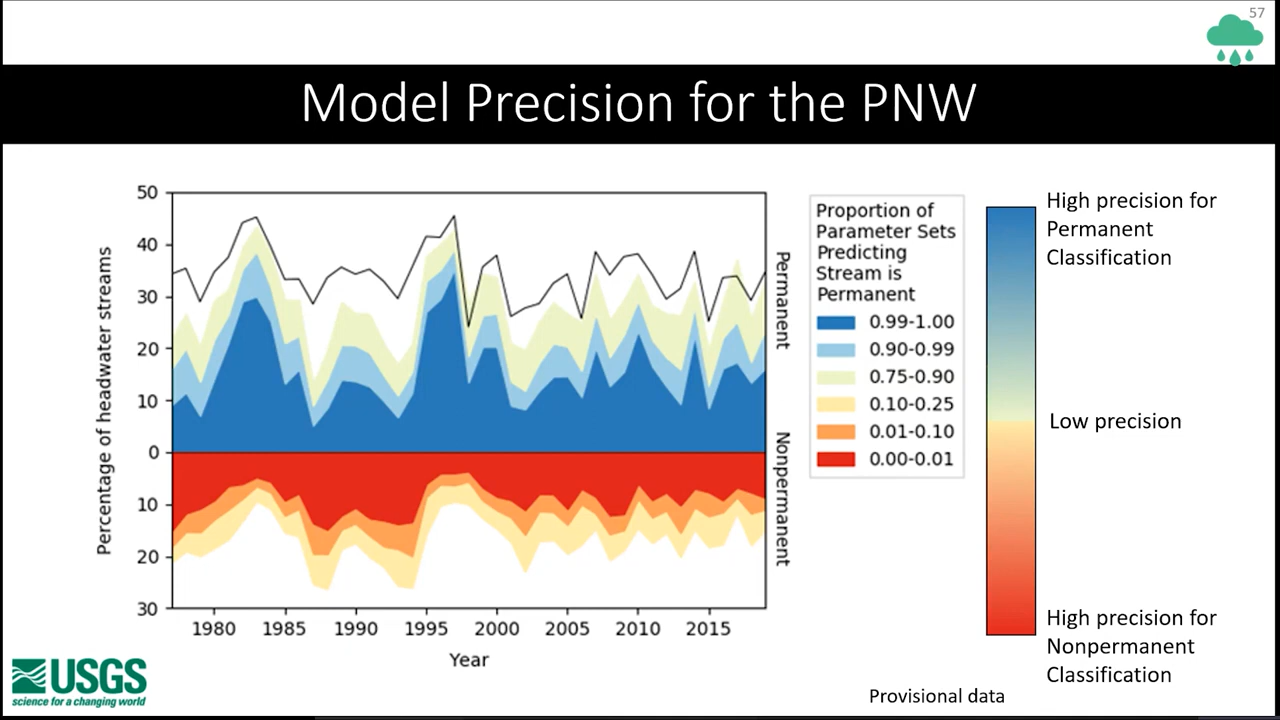 57
Model Precision for the PNW
50
40
30
20
10
0
10
20
30
Percentage of headwater streams
1980 1985 1990 1995 2000 2005 2010 2015
Year
Permanent
Nonpermanent
Proportion of
Parameter Sets
Predicting
Stream is
Permanent
0.99-1.00
0.90-0.99
0.75-0.90
0.10-0.25
0.01-0.10
0.00-0.01
High precision for
Permanent
Classification
Low precision
High precision for
Nonpermanent
Classification
USGS
science for a changing world
Provisional data